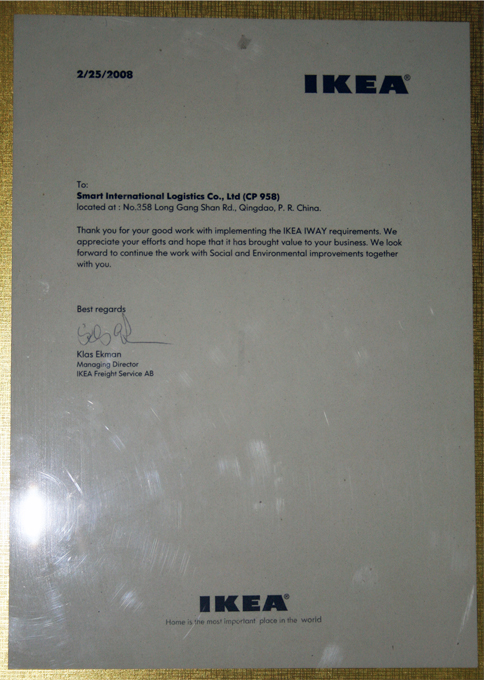 2/25/2008
IKEA®
To:
Smart International Logistics Co., Ltd (CP 958)
located at : No.358 Long Gang Shan Rd., Qingdao, P. R. China.
Thank you for your good work with implementing the IKEA IWAY requirements. We
appreciate your efforts and hope that it has brought value to your business. We look
forward to continue the work with Social and Environmental improvements together
with you.
Best regards
Klas Ekman
Managing Director
IKEA Freight Service AB
IKEA®
Home is the most important place in the world